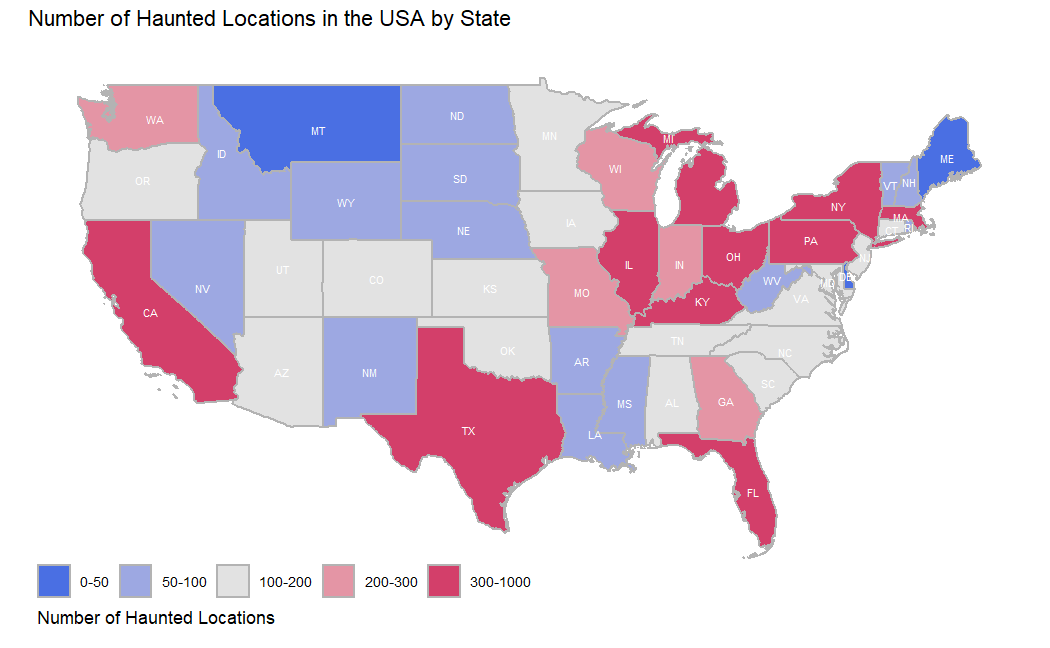 Number of Haunted Locations in the USA by State
WA
MT
ND
MN
MI
ME
ID
OR
SD
WI
VT
NH
WY
NY
MA
NE
IA
CT
R
PA
NV
UT
CO
IL
IN
OH
NJ
KS
MO
WV
MD
DE
VA
CA
KY
TN
NC
AZ
NM
OK
AR
SC
MS
AL
GA
TX
LA
FL
0-50 50-100 100-200 200-300 300-1000
Number of Haunted Locations